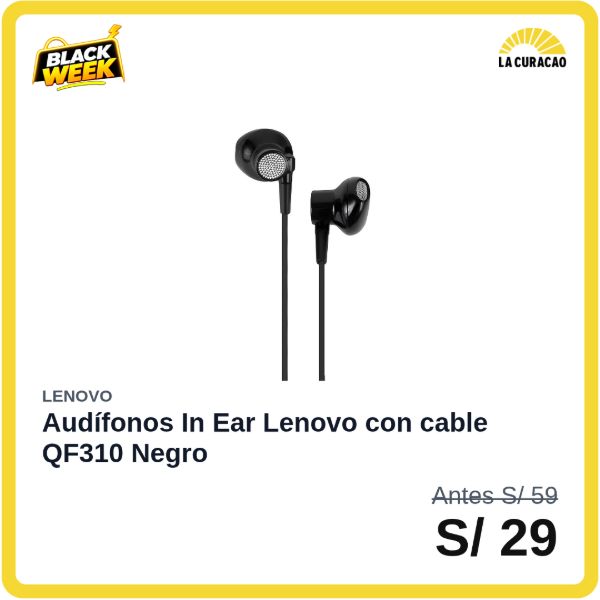 BLACK
WEEK
LA CURACAO
LENOVO
Audífonos In Ear Lenovo con cable
QF310 Negro
Antes S/ 59
S/ 29